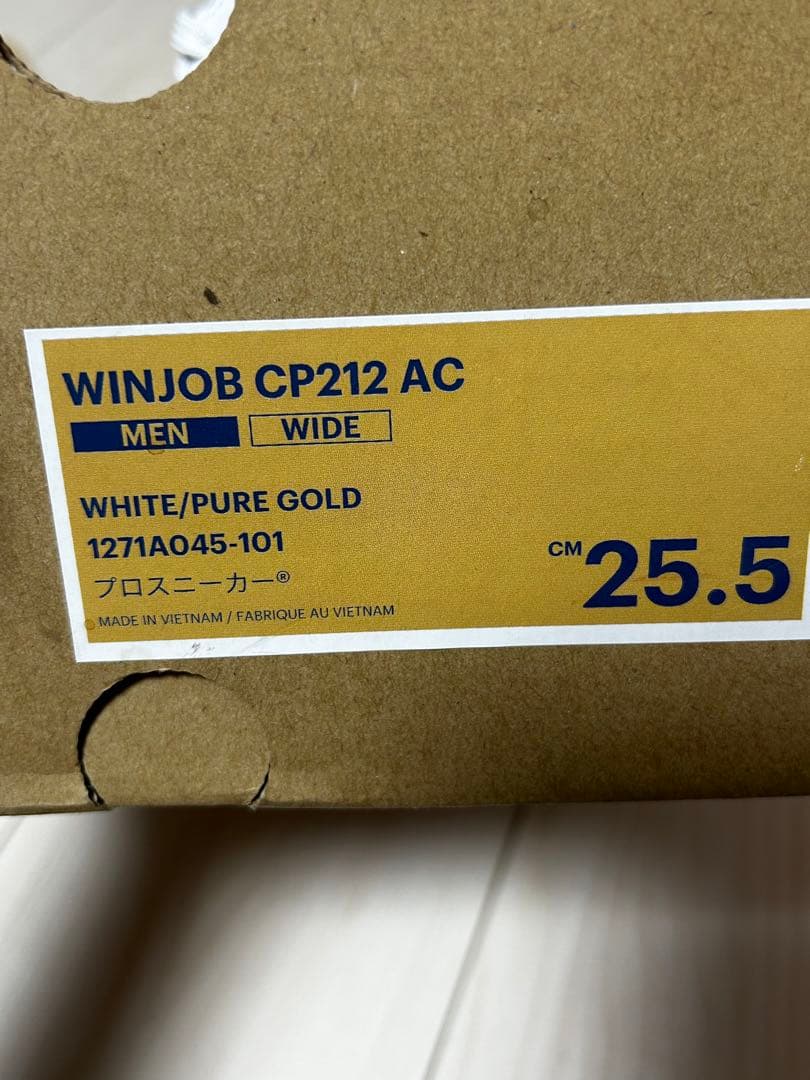 WINJOB CP212 AC
MEN WIDE
WHITE/PURE GOLD
1271A045-101
プロスニーカー®
CM 25.5
MADE IN VIETNAM / FABRIQUE AU VIETNAM